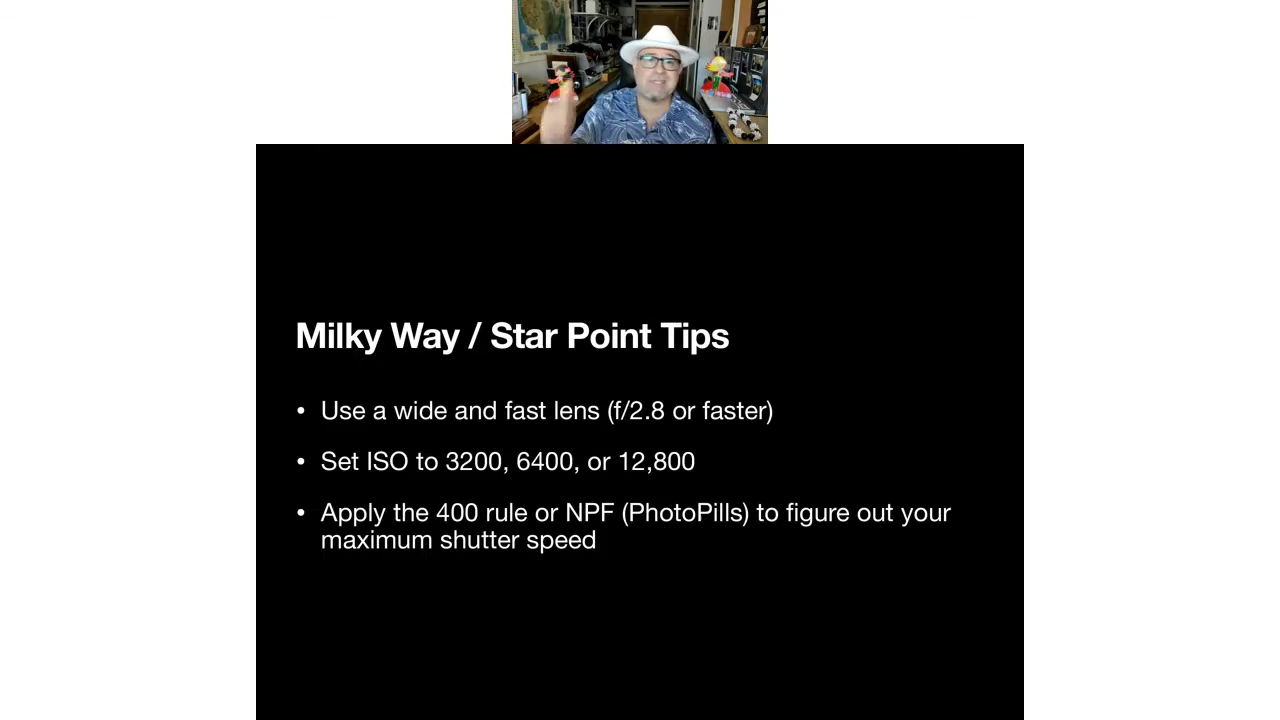 Milky Way / Star Point Tips
• Use a wide and fast lens (f/2.8 or faster)
• Set ISO to 3200, 6400, or 12,800
• Apply the 400 rule or NPF (PhotoPills) to figure out your
maximum shutter speed